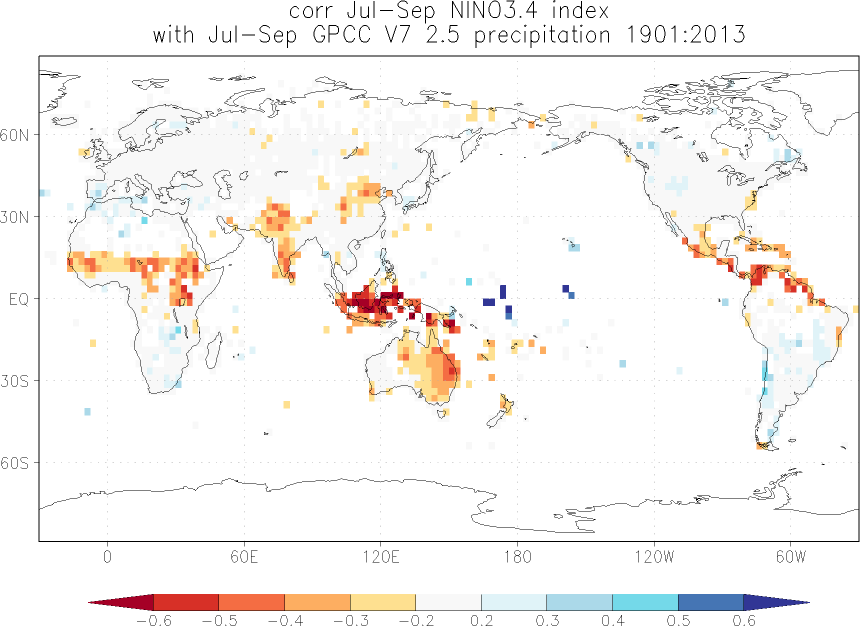 corr Jul-Sep NINO3.4 index
with Jul-Sep GPCC V7 2.5 precipitation 1901:2013
60N
30N
EQ
30S
60S
0 60E 120E 180 120W 60W
-0.6 -0.5 -0.4 -0.3 -0.2 0.2 0.3 0.4 0.5 0.6